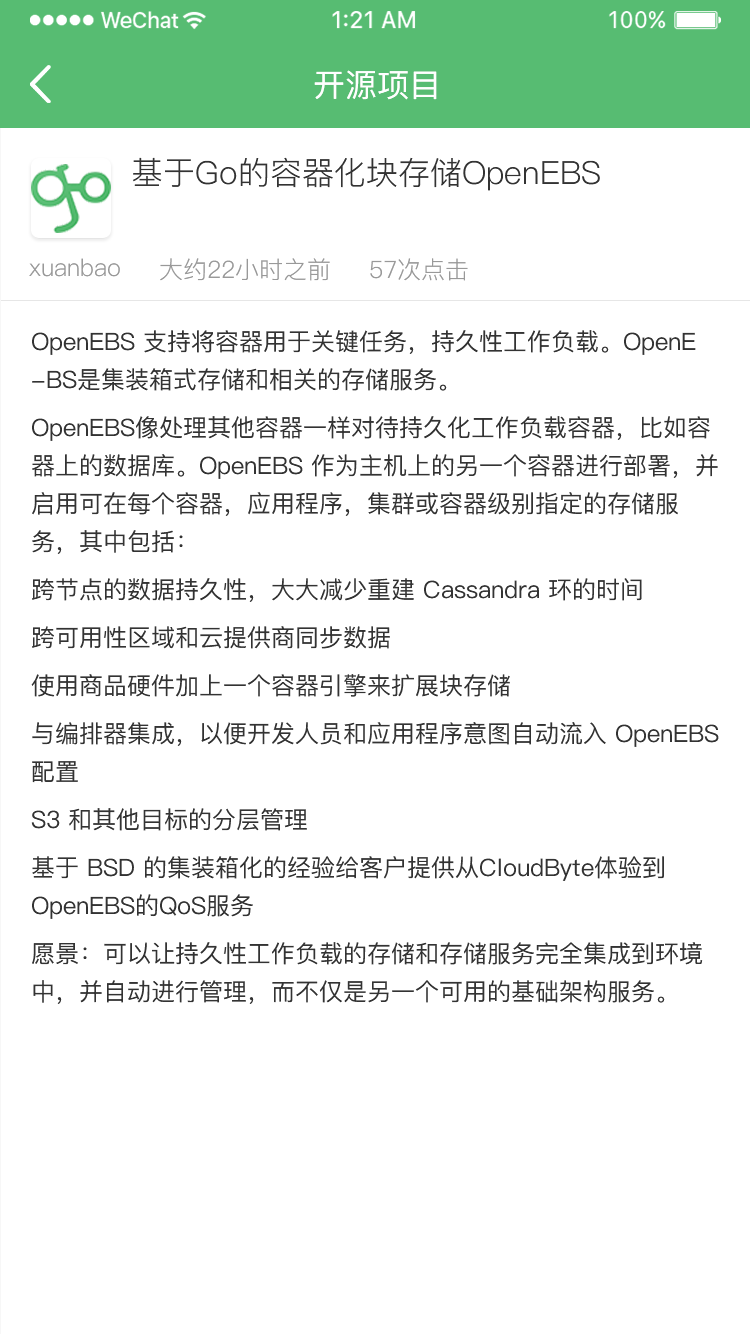 WeChat 1:21 AM 100%
开源项目
go
基于Go的容器化块存储OpenEBS
xuanbao 大约22小时之前 57次点击
OpenEBS 支持将容器用于关键任务，持久性工作负载。OpenE
-BS是集装箱式存储和相关的存储服务。
OpenEBS像处理其他容器一样对待持久化工作负载容器，比如容
器上的数据库。OpenEBS 作为主机上的另一个容器进行部署，并
启用可在每个容器，应用程序，集群或容器级别指定的存储服
务，其中包括：
跨节点的数据持久性，大大减少重建 Cassandra 环的时间
跨可用性区域和云提供商同步数据
使用商品硬件加上一个容器引擎来扩展块存储
与编排器集成，以便开发人员和应用程序意图自动流入 OpenEBS
配置
S3 和其他目标的分层管理
基于 BSD 的集装箱化的经验给客户提供从CloudByte体验到
OpenEBS的QoS服务
愿景：可以让持久性工作负载的存储和存储服务完全集成到环境
中，并自动进行管理，而不仅是另一个可用的基础架构服务。